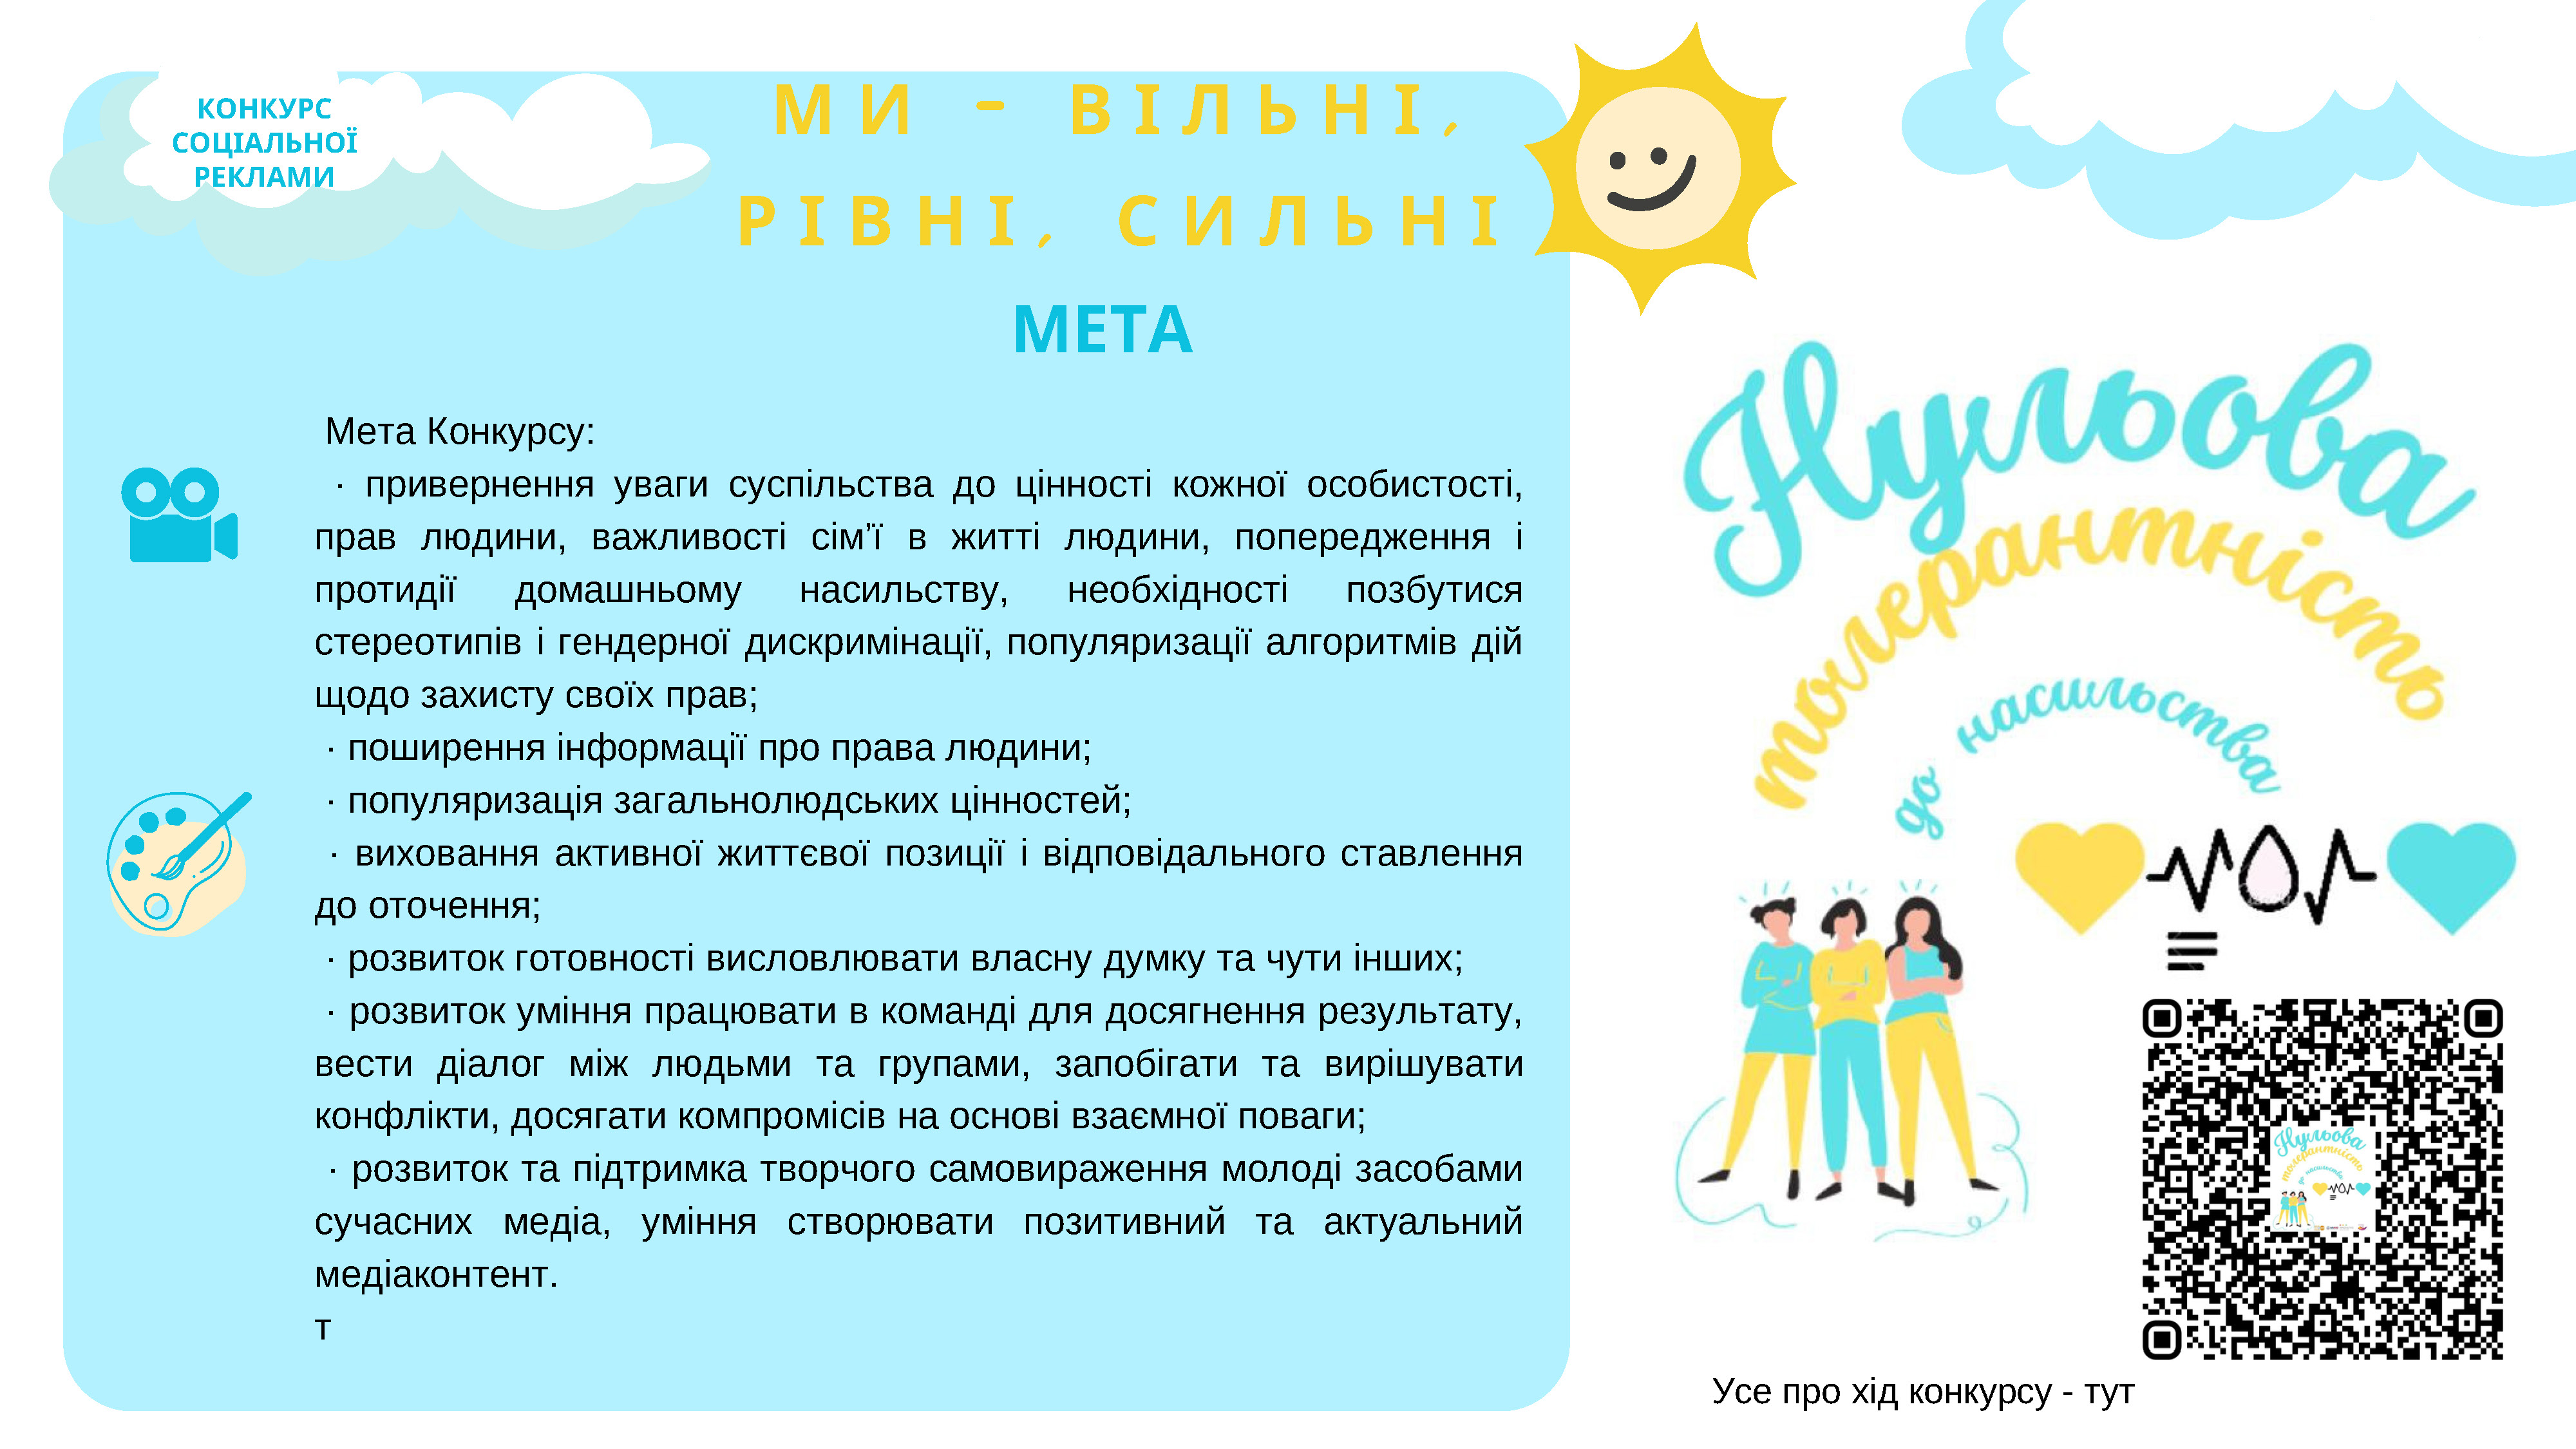 КОНКУРС
СОЦІАЛЬНОЇ
РЕКЛАМИ
МИ – ВІЛЬНІ,
РІВНІ, СИЛЬНІ
МЕТА
Мета Конкурсу:
· привернення уваги суспільства до цінності кожної особистості,
прав людини, важливості сім’ї в житті людини, попередження і
протидії домашньому насильству, необхідності позбутися
стереотипів і гендерної дискримінації, популяризації алгоритмів дій
щодо захисту своїх прав;
· поширення інформації про права людини;
· популяризація загальнолюдських цінностей;
· виховання активної життєвої позиції і відповідального ставлення
до оточення;
· розвиток готовності висловлювати власну думку та чути інших;
· розвиток уміння працювати в команді для досягнення результату,
вести діалог між людьми та групами, запобігати та вирішувати
конфлікти, досягати компромісів на основі взаємної поваги;
· розвиток та підтримка творчого самовираження молоді засобами
сучасних медіа, уміння створювати позитивний та актуальний
медіаконтент.
т
Нульова
толерантність
до насильства
Нульова
толерантність
до насильства
Усе про хід конкурсу - тут